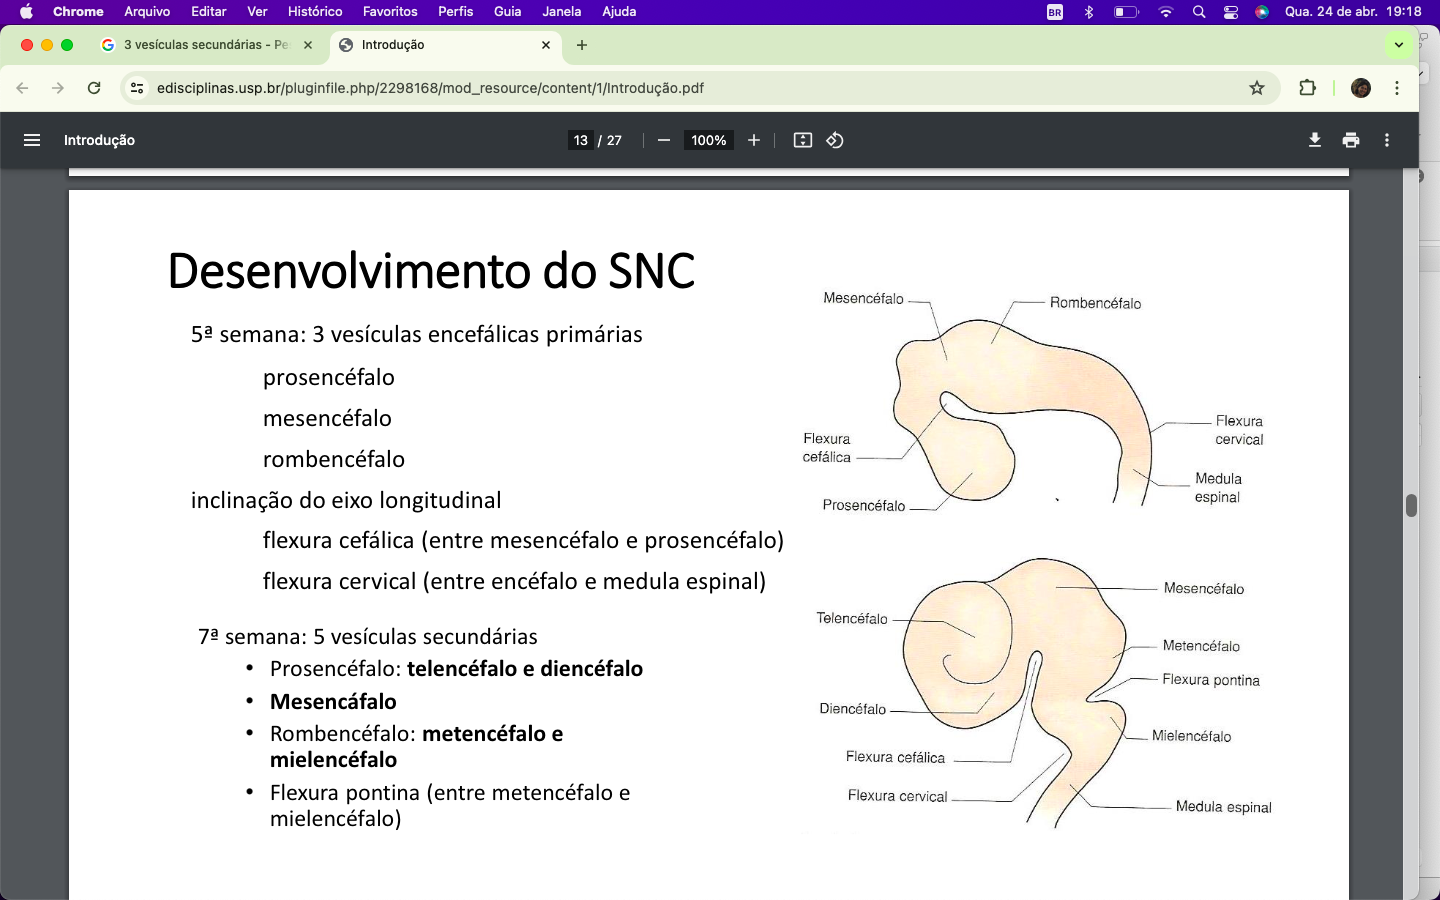 Chrome Arquivo Editar Ver Histórico Favoritos Perfis Guia Janela Ajuda BR Qua. 24 de abr. 19:18
3 vesículas secundárias - Pe
Introdução
edisciplinas.usp.br/pluginfile.php/2298168/mod_resource/content/1/Introdução.pdf
Introdução
13 / 27
100%
Desenvolvimento do SNC
5ª semana: 3 vesículas encefálicas primárias
prosencéfalo
mesencéfalo
rombencéfalo
inclinação do eixo longitudinal
flexura cefálica (entre mesencéfalo e prosencéfalo)
flexura cervical (entre encéfalo e medula espinal)
7ª semana: 5 vesículas secundárias
• Prosencéfalo: telencéfalo e diencéfalo
• Mesencáfalo
• Rombencéfalo: metencéfalo e
mielencéfalo
• Flexura pontina (entre metencéfalo e
mielencéfalo)
Mesencéfalo
Rombencéfalo
Flexura
cefálica
Flexura
cervical
Medula
espinal
Prosencéfalo
Mesencéfalo
Telencéfalo
Metencéfalo
Flexura pontina
Diencéfalo
Mielencéfalo
Flexura cefálica
Flexura cervical
Medula espinal